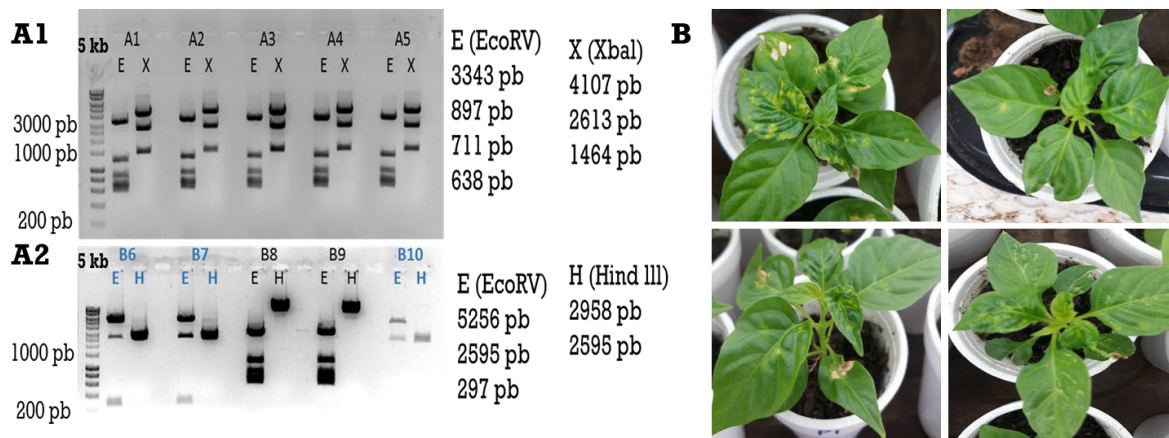 A1
5 kb
A1 A2 A3 A4 A5
E X E X E X E X E X
3000 pb
1000 pb
200 pb
E (EcoRV)
3343 pb
897 pb
711 pb
638 pb
X (Xbal)
4107 pb
2613 pb
1464 pb
A2
5 kb
B6 B7 B8 B9 B10
E H E H E H E H E H
1000 pb
200 pb
E (EcoRV)
5256 pb
2595 pb
297 pb
H (Hind lll)
2958 pb
2595 pb
B